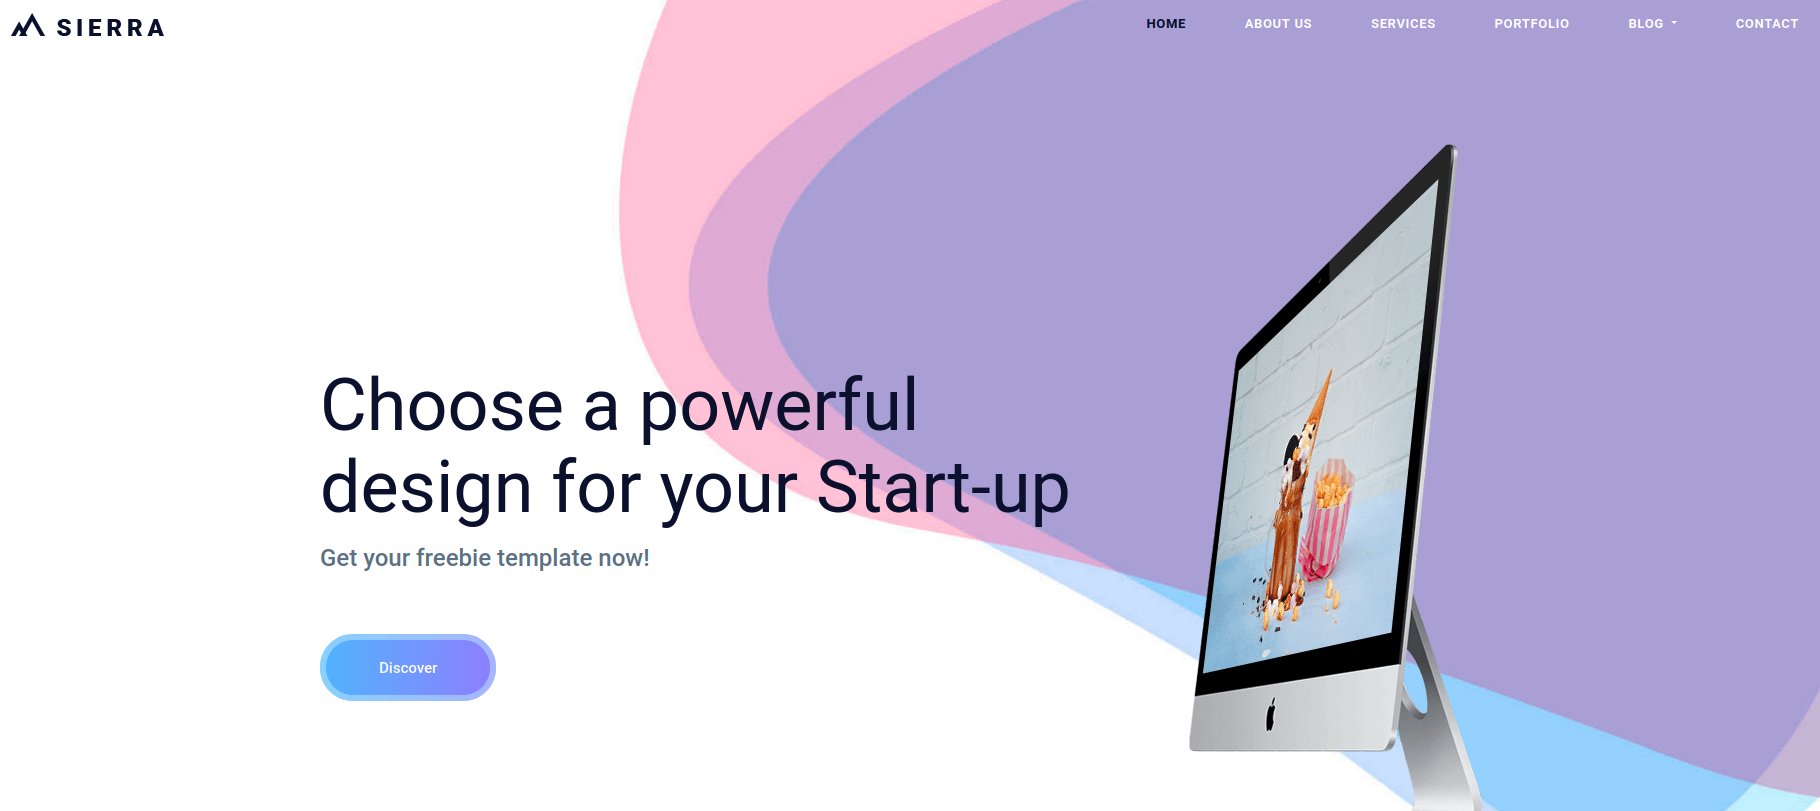 SIERRA
HOME ABOUT US SERVICES PORTFOLIO BLOG CONTACT
Choose a powerful
design for your Start-up
Get your freebie template now!
Discover